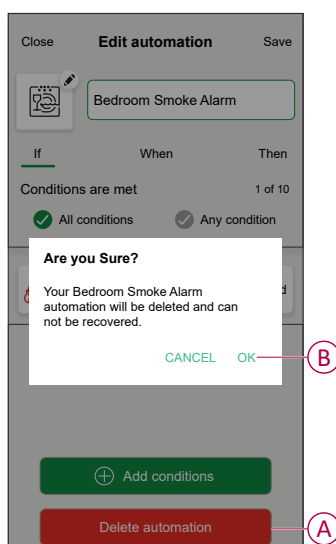 Close Edit automation Save
Bedroom Smoke Alarm
If When Then
Conditions are met 1 of 10
All conditions Any condition
Are you Sure?
Your Bedroom Smoke Alarm
automation will be deleted and can
not be recovered.
CANCEL OK
B
Add conditions
Delete automation
A